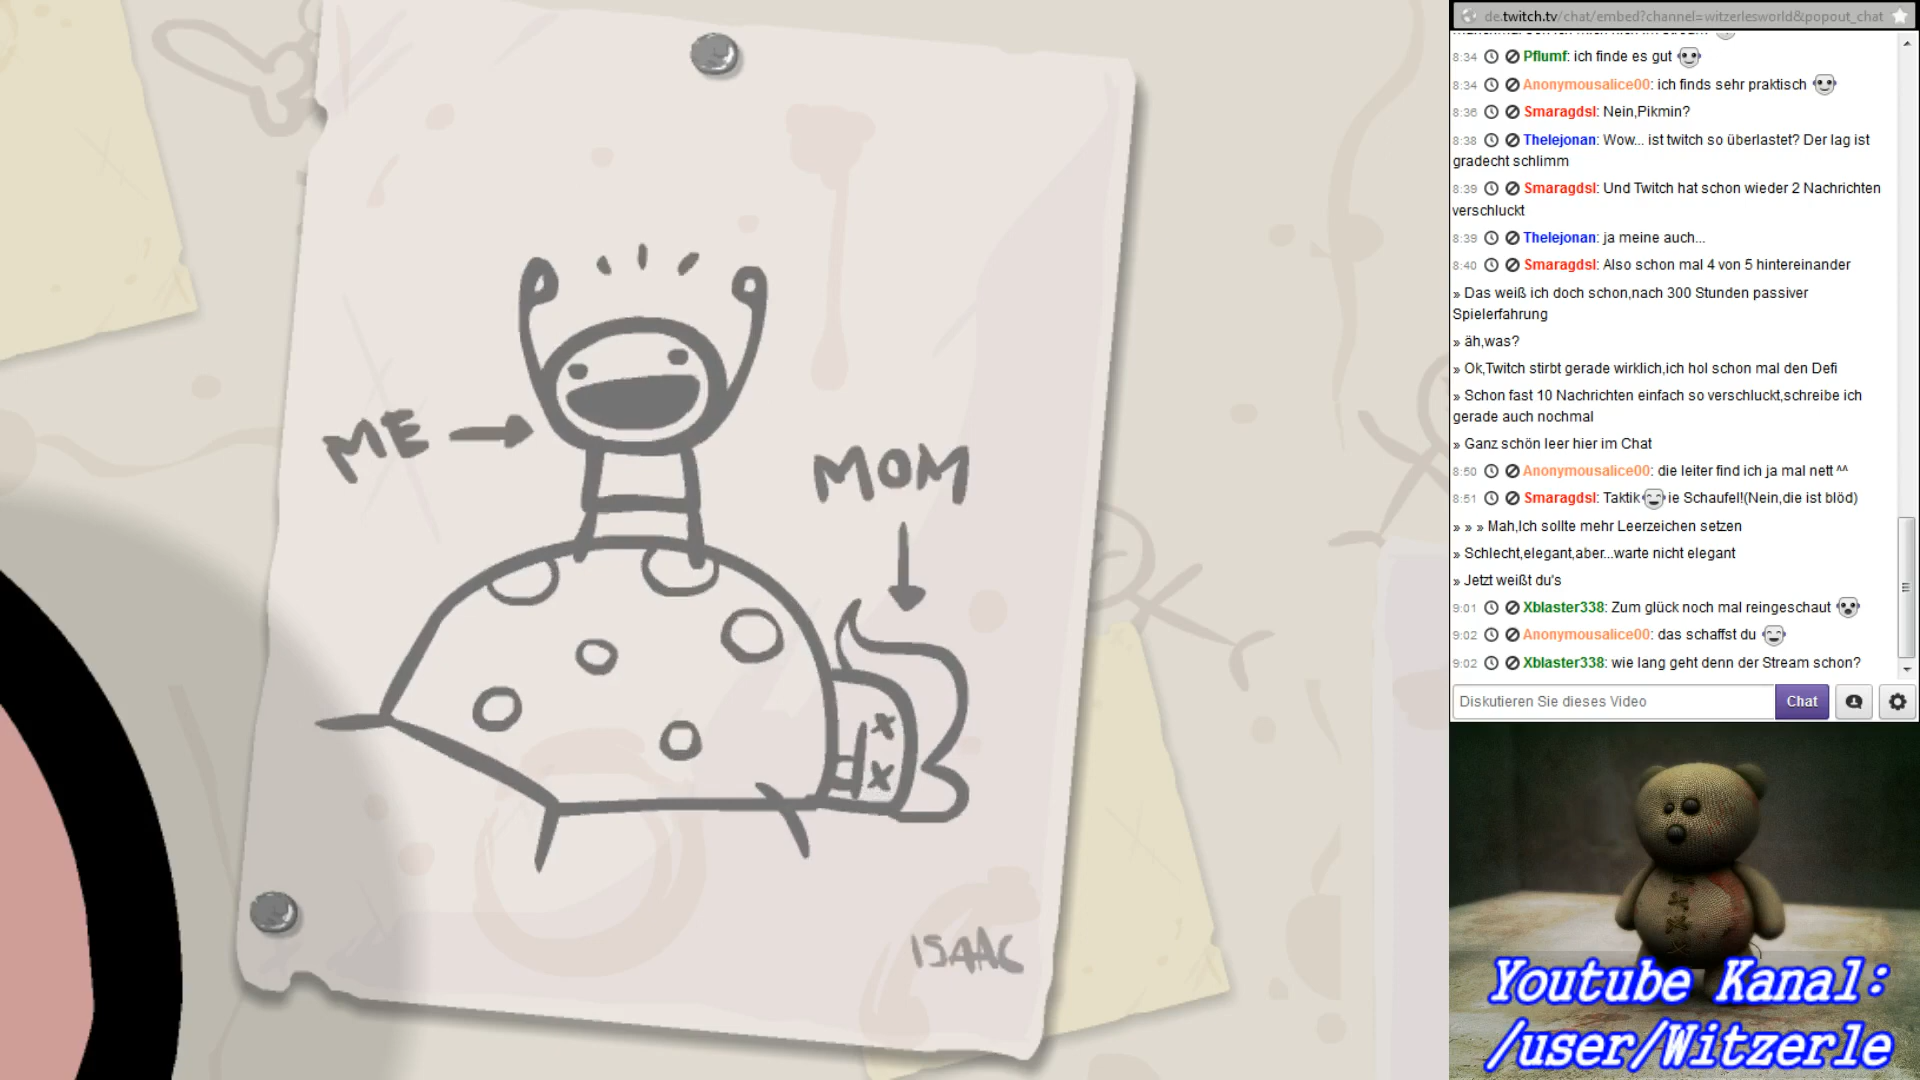 ME
MOM
ISAAC
de.twitch.tv/chat/embed?channel=witzerlesworld&popout_chat
8:34 Pflumf: ich finde es gut
8:34 Anonymousalice00: ich finds sehr praktisch
8:36 Smaragdsl: Nein,Pikmin?
8:38 Thelejonan: Wow... ist twitch so überlastet? Der lag ist
gradecht schlimm
8:39 Smaragdsl: Und Twitch hat schon wieder 2 Nachrichten
verschluckt
8:39 Thelejonan: ja meine auch...
8:40 Smaragdsl: Also schon mal 4 von 5 hintereinander
» Das weiß ich doch schon,nach 300 Stunden passiver
Spielerfahrung
» äh,was?
» Ok,Twitch stirbt gerade wirklich,ich hol schon mal den Defi
» Schon fast 10 Nachrichten einfach so verschluckt,schreibe ich
gerade auch nochmal
» Ganz schön leer hier im Chat
8:50 Anonymousalice00: die leiter find ich ja mal nett ^^
8:51 Smaragdsl: Taktik ie Schaufel!(Nein,die ist blöd)
» » » Mah,Ich sollte mehr Leerzeichen setzen
» Schlecht,elegant,aber...warte nicht elegant
» Jetzt weißt du's
9:01 Xblaster338: Zum glück noch mal reingeschaut
9:02 Anonymousalice00: das schaffst du
9:02 Xblaster338: wie lang geht denn der Stream schon?
Diskutieren Sie dieses Video
Chat
Youtube Kanal:
/user/Witzerle